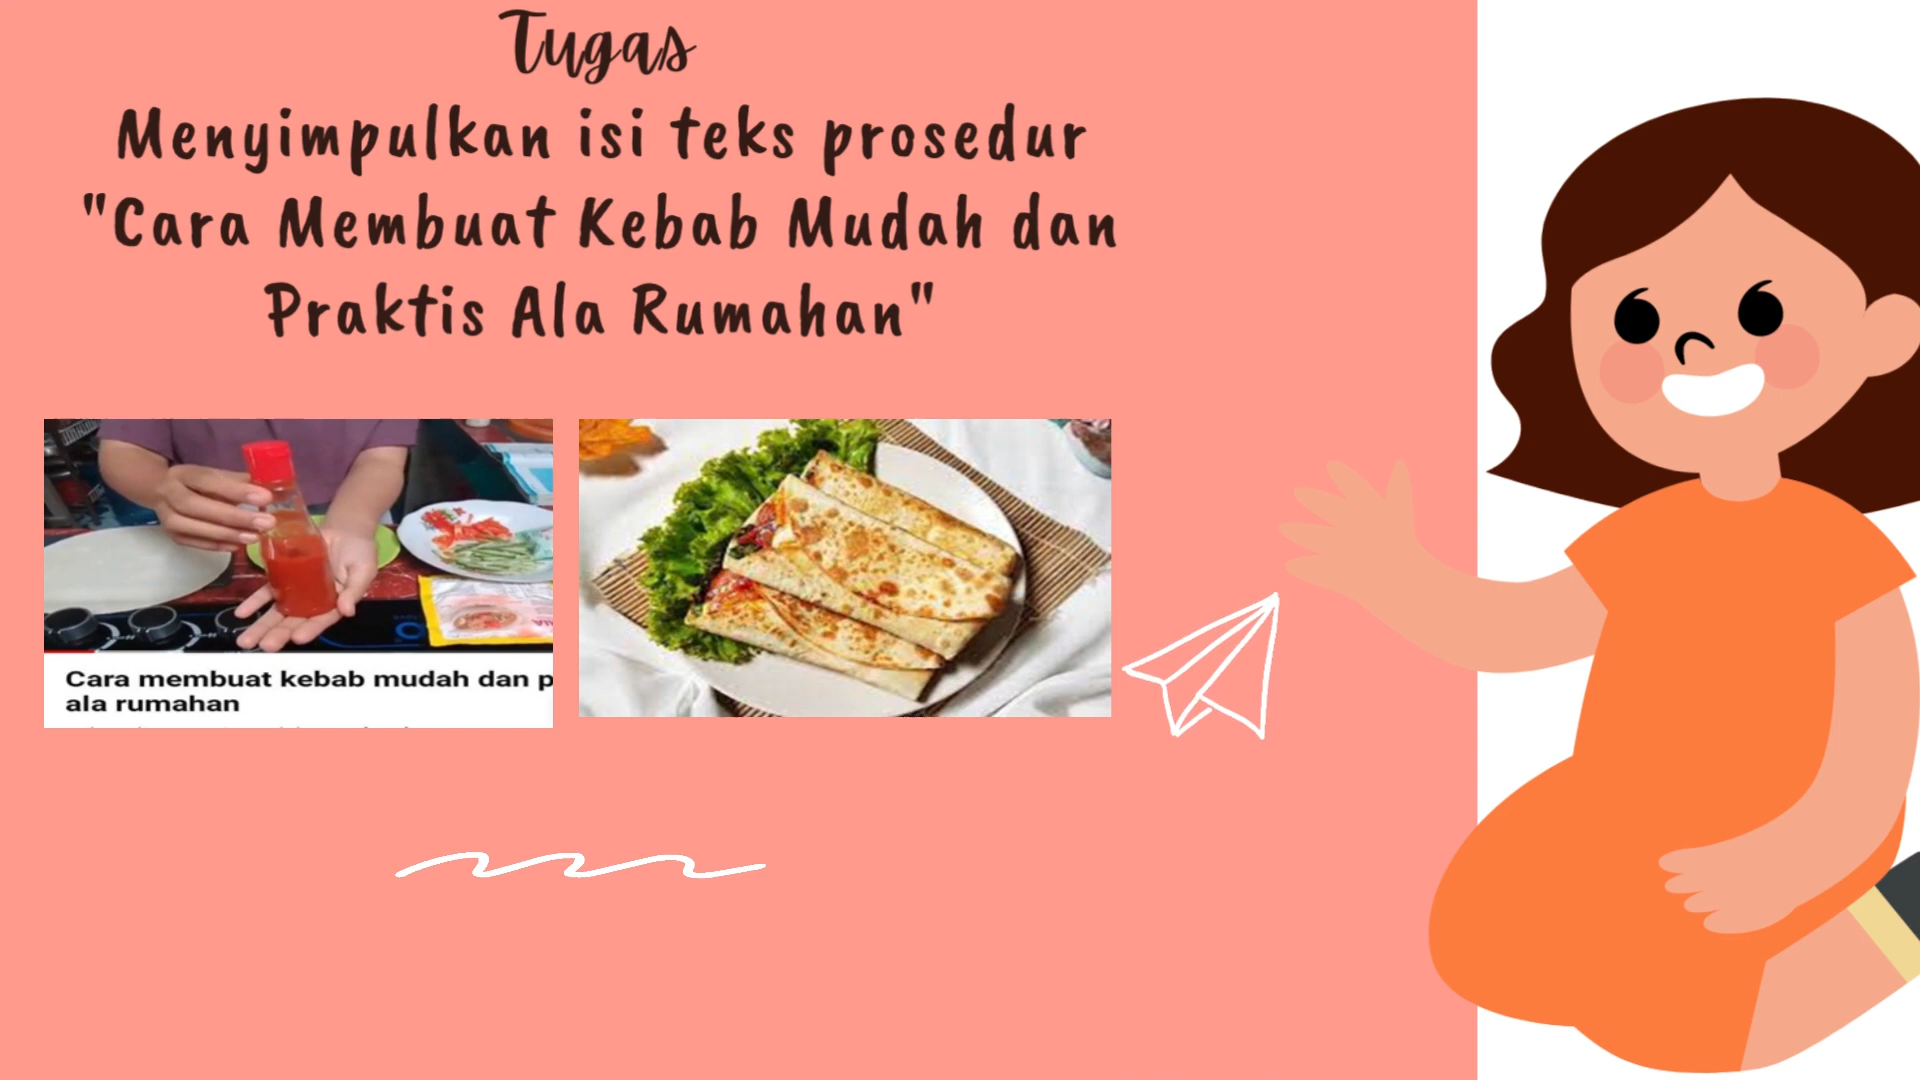 Tugas
Menyimpulkan isi teks prosedur
"Cara Membuat Kebab Mudah dan
Praktis Ala Rumahan"
Cara membuat kebab mudah dan p
ala rumahan